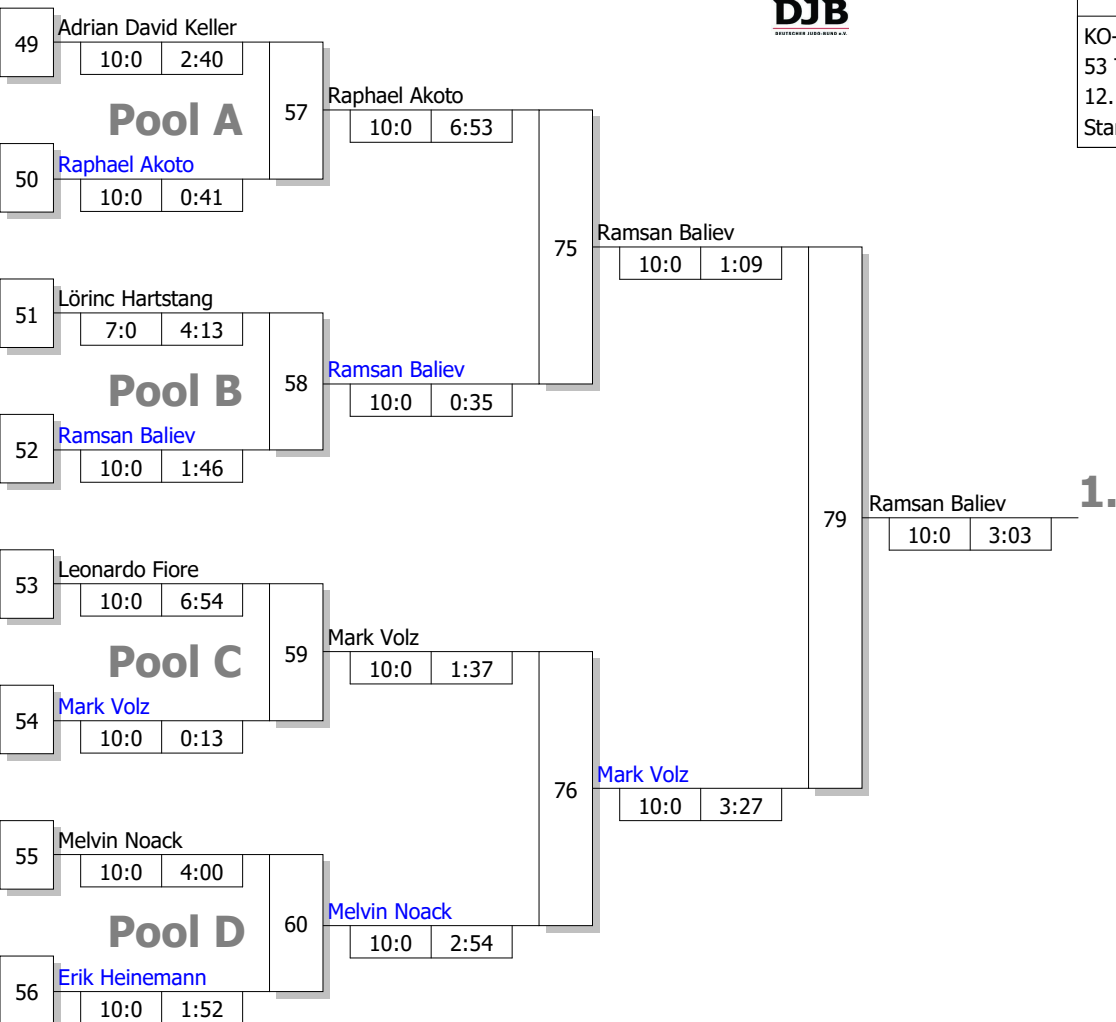 DJB
DEUTSCHER JUDO-BUND e.V.
KO-
53
12.
Star
49
Adrian David Keller
10:0 2:40
Pool A
57
Raphael Akoto
10:0 6:53
50
Raphael Akoto
10:0 0:41
75
Ramsan Baliev
10:0 1:09
51
Lörinc Hartstang
7:0 4:13
Pool B
58
Ramsan Baliev
10:0 0:35
52
Ramsan Baliev
10:0 1:46
79
Ramsan Baliev
10:0 3:03
1.
53
Leonardo Fiore
10:0 6:54
Pool C
59
Mark Volz
10:0 1:37
54
Mark Volz
10:0 0:13
76
Mark Volz
10:0 3:27
55
Melvin Noack
10:0 4:00
Pool D
60
Melvin Noack
10:0 2:54
56
Erik Heinemann
10:0 1:52